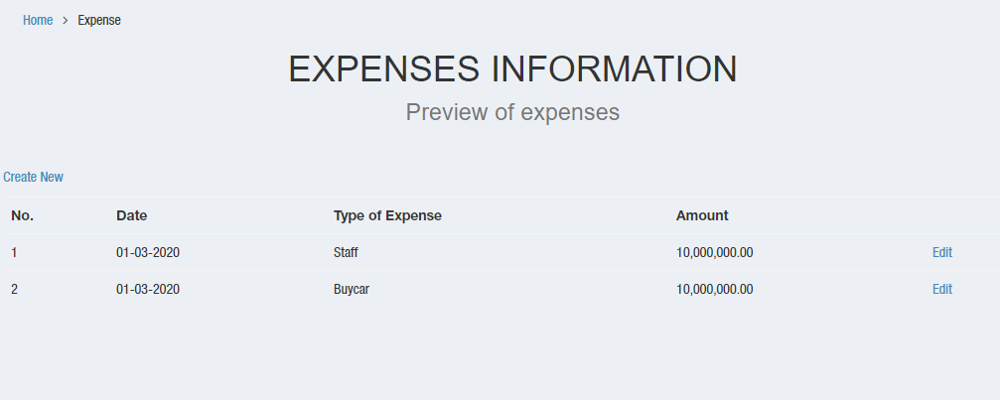 Home > Expense
EXPENSES INFORMATION
Preview of expenses
Create New
No. Date Type of Expense Amount
1 01-03-2020 Staff 10,000,000.00 Edit
2 01-03-2020 Buycar 10,000,000.00 Edit